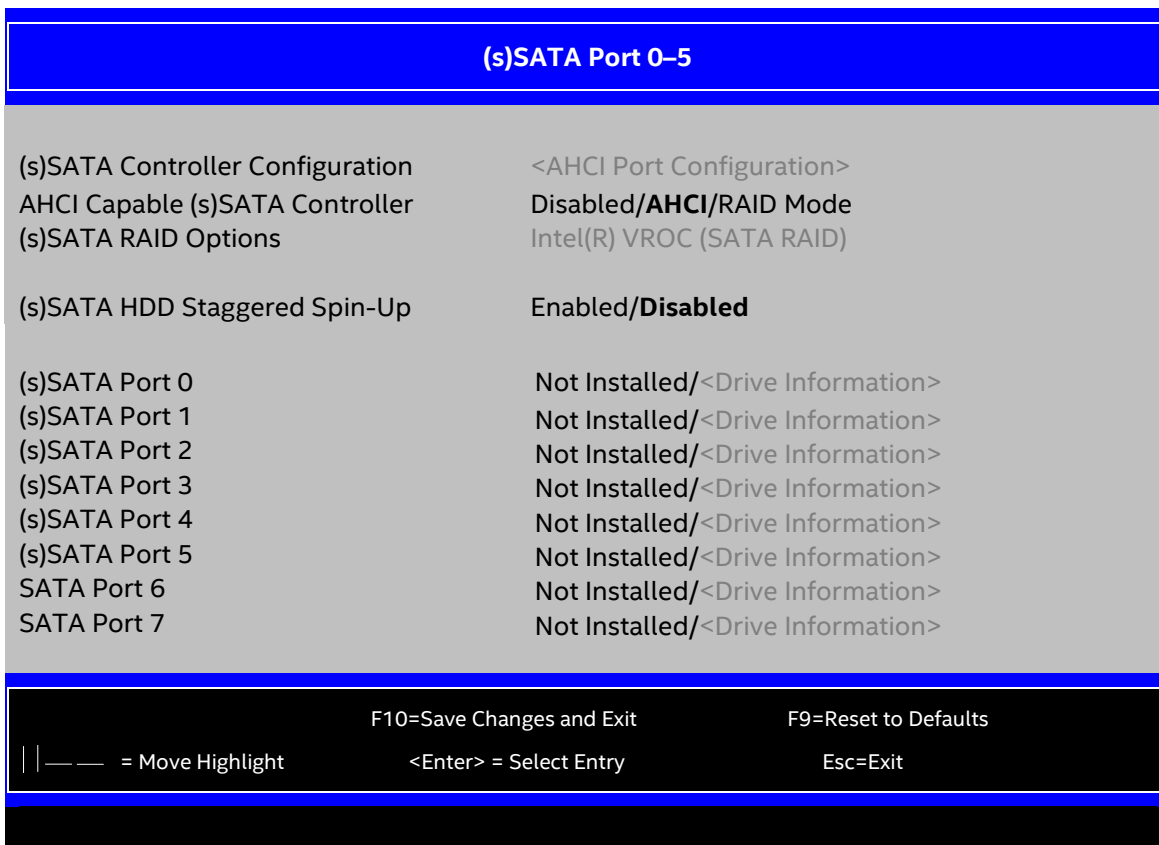 (s)SATA Port 0–5
(s)SATA Controller Configuration <AHCI Port Configuration>
AHCI Capable (s)SATA Controller Disabled/AHCI/RAID Mode
(s)SATA RAID Options Intel(R) VROC (SATA RAID)
(s)SATA HDD Staggered Spin-Up Enabled/Disabled
(s)SATA Port 0 Not Installed/<Drive Information>
(s)SATA Port 1 Not Installed/<Drive Information>
(s)SATA Port 2 Not Installed/<Drive Information>
(s)SATA Port 3 Not Installed/<Drive Information>
(s)SATA Port 4 Not Installed/<Drive Information>
(s)SATA Port 5 Not Installed/<Drive Information>
SATA Port 6 Not Installed/<Drive Information>
SATA Port 7 Not Installed/<Drive Information>
F10=Save Changes and Exit F9=Reset to Defaults
= Move Highlight <Enter> = Select Entry Esc=Exit